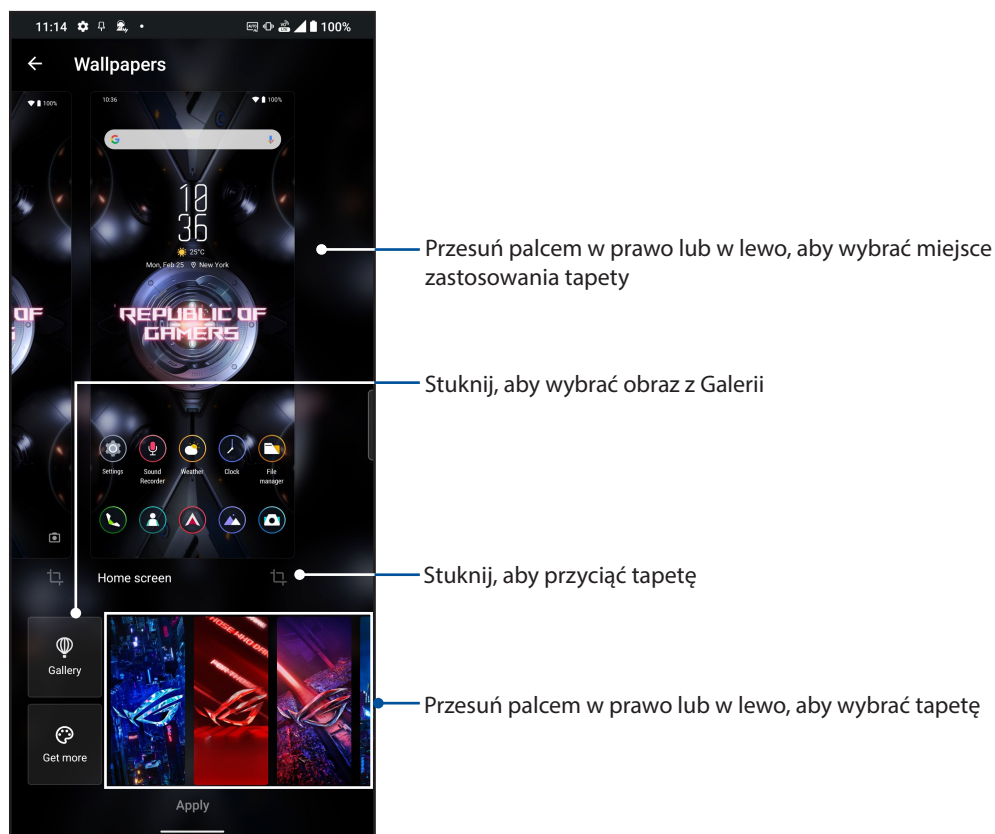 11:14
100%
Wallpapers
100%
10:36
100%
G
10
36
25°C
Mon, Feb 25 New York
OF
REPUBLIC OF
GAMERS
Przesuń palcem w prawo lub w lewo, aby wybrać miejsce
zastosowania tapety
Stuknij, aby wybrać obraz z Galerii
Settings
Sound
Recorder
Weather
Clock
File
manager
Home screen
Stuknij, aby przyciąć tapetę
Gallery
Get more
Przesuń palcem w prawo lub w lewo, aby wybrać tapetę
Apply